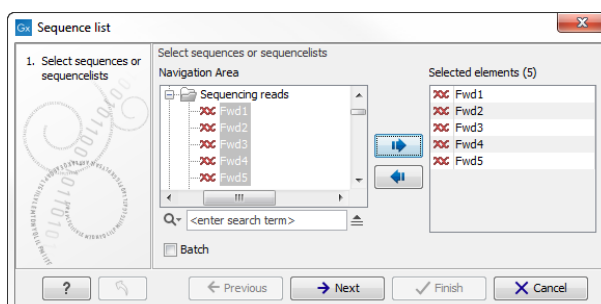 Gx Sequence list
1. Select sequences or sequencelists
Select sequences or sequencelists
Navigation Area
Sequencing reads
Fwd1
Fwd2
Fwd3
Fwd4
Fwd5
<enter search term>
Batch
Selected elements (5)
Fwd1
Fwd2
Fwd3
Fwd4
Fwd5
?
Previous
Next
Finish
Cancel